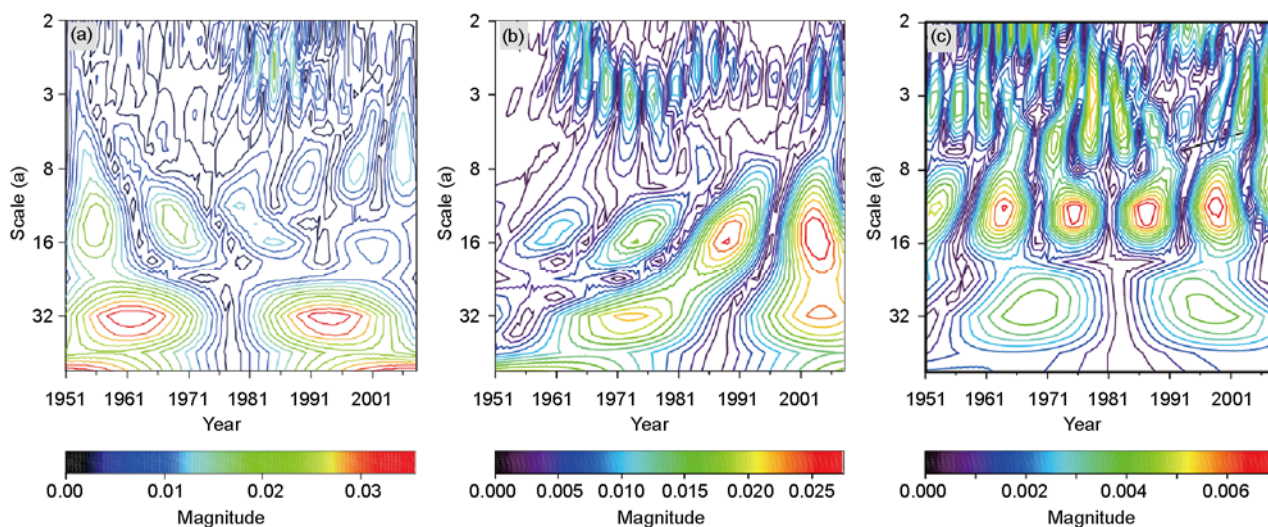 (a)
2
3
8
16
32
Scale (a)
1951 1961 1971 1981 1991 2001
Year
0.00 0.01 0.02 0.03
Magnitude
(b)
2
3
8
16
32
Scale (a)
1951 1961 1971 1981 1991 2001
Year
0.000 0.005 0.010 0.015 0.020 0.025
Magnitude
(c)
2
3
8
16
32
Scale (a)
1951 1961 1971 1981 1991 2001
Year
0.000 0.002 0.004 0.006
Magnitude